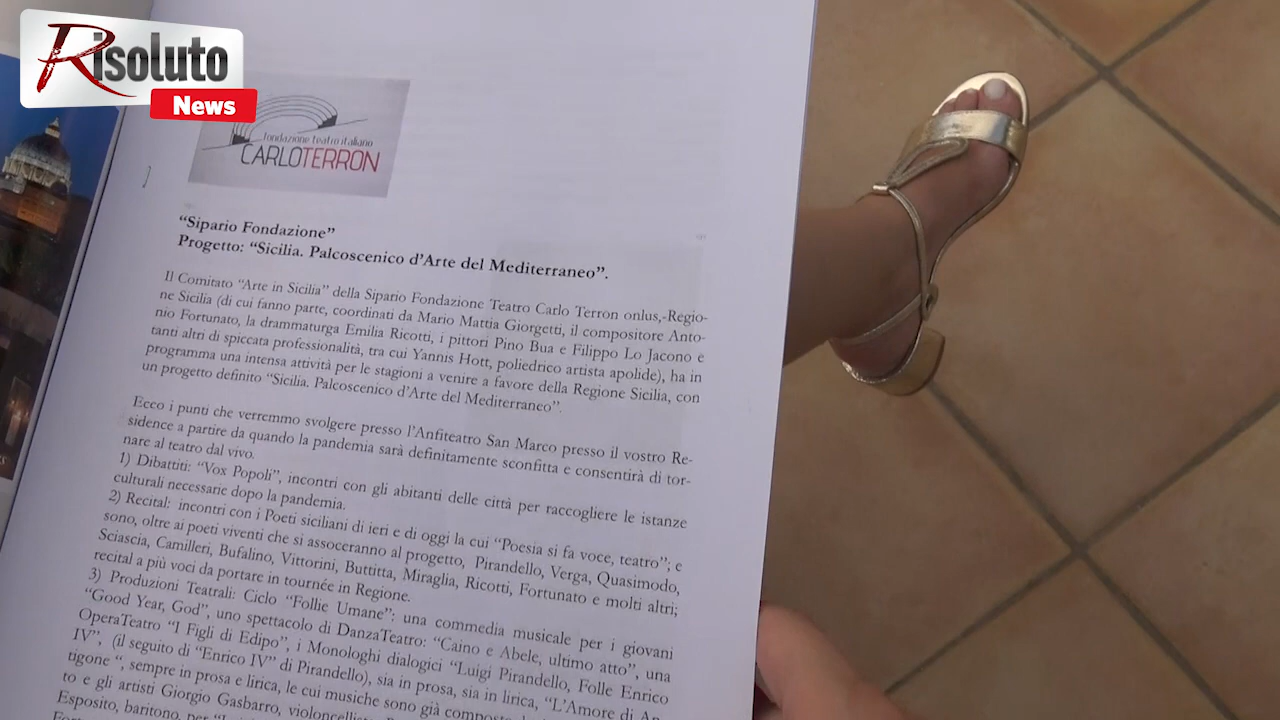 Risoluto
News
fondazione teatro italiano
CARLOTERRON
“Sipario Fondazione”
Progetto: “Sicilia. Palcoscenico d’Arte del Mediterraneo”.
Il Comitato “Arte in Sicilia” della Sipario Fondazione Teatro Carlo Terron onlus,-Regio-
ne Sicilia (di cui fanno parte, coordinati da Mario Mattia Giorgetti, il compositore Anto-
nio Fortunato, la drammaturga Emilia Ricotti, i pittori Pino Bua e Filippo Lo Jacono e
tanti altri di spiccata professionalità, tra cui Yannis Hott, poliedrico artista apolide), ha in
programma una intensa attività per le stagioni a venire a favore della Regione Sicilia, con
un progetto definito “Sicilia. Palcoscenico d’Arte del Mediterraneo”.
Ecco i punti che verremmo svolgere presso l’Anfiteatro San Marco presso il vostro Re-
sidence a partire da quando la pandemia sarà definitamente sconfitta e consentirà di tor-
nare al teatro dal vivo.
1) Dibattiti: “Vox Popoli”, incontri con gli abitanti delle città per raccogliere le istanze
culturali necessarie dopo la pandemia.
2) Recital: incontri con i Poeti siciliani di ieri e di oggi la cui “Poesia si fa voce, teatro”; e
sono, oltre ai poeti viventi che si assoceranno al progetto, Pirandello, Verga, Quasimodo,
Sciascia, Camilleri, Bufalino, Vittorini, Buttitta, Miraglia, Ricotti, Fortunato e molti altri;
recital a più voci da portare in tournée in Regione.
3) Produzioni Teatrali: Ciclo “Follie Umane”: una commedia musicale per i giovani
“Good Year, God”, uno spettacolo di DanzaTeatro: “Caino e Abele, ultimo atto”, una
OperaTeatro “I Figli di Edipo”, i Monologhi dialogici “Luigi Pirandello, Folle Enrico
IV”, (il seguito di “Enrico IV” di Pirandello), sia in prosa, sia in lirica, “L’Amore di An-
tigone “, sempre in prosa e lirica, le cui musiche sono già composte
to e gli artisti Giorgio Gasbarro, violoncellista
Esposito, baritono, per